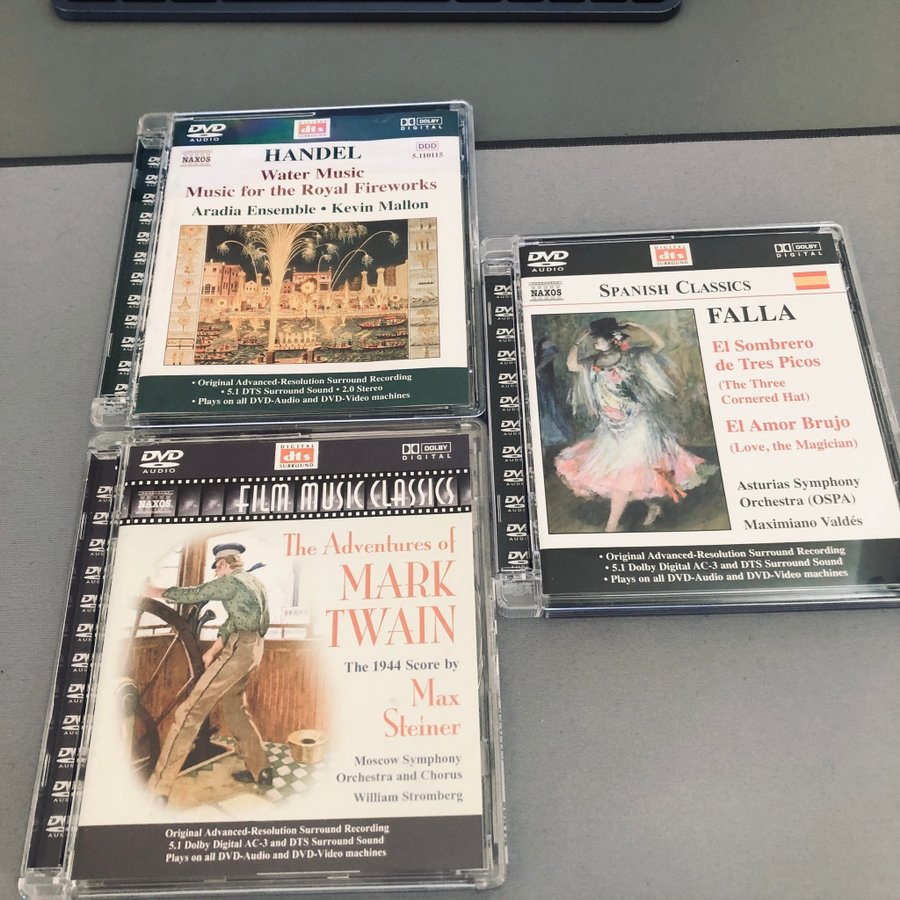 DVD
AUDIO
DIGITAL
dts
SURROUND
DOLBY
DIGITAL
NAXOS
HANDEL
DDD
5.110115
Water Music
Music for the Royal Fireworks
Aradia Ensemble • Kevin Mallon
• Original Advanced-Resolution Surround Recording
• 5.1 DTS Surround Sound • 2.0 Stereo
• Plays on all DVD-Audio and DVD-Video machines
DVD
AUDIO
DIGITAL
dts
SURROUND
DOLBY
DIGITAL
NAXOS
SPANISH CLASSICS
FALLA
El Sombrero
de Tres Picos
(The Three
Cornered Hat)
El Amor Brujo
(Love, the Magician)
Asturias Symphony
Orchestra (OSPA)
Maximiano Valdés
• Original Advanced-Resolution Surround Recording
• 5.1 Dolby Digital AC-3 and DTS Surround Sound
• Plays on all DVD-Audio and DVD-Video machines
DVD
AUDIO
DIGITAL
dts
SURROUND
DOLBY
DIGITAL
NAXOS
FILM MUSIC CLASSICS
The Adventures of
MARK
TWAIN
The 1944 Score by
Max
Steiner
Moscow Symphony
Orchestra and Chorus
William Stromberg
Original Advanced-Resolution Surround Recording
5.1 Dolby Digital AC-3 and DTS Surround Sound
Plays on all DVD-Audio and DVD-Video machines